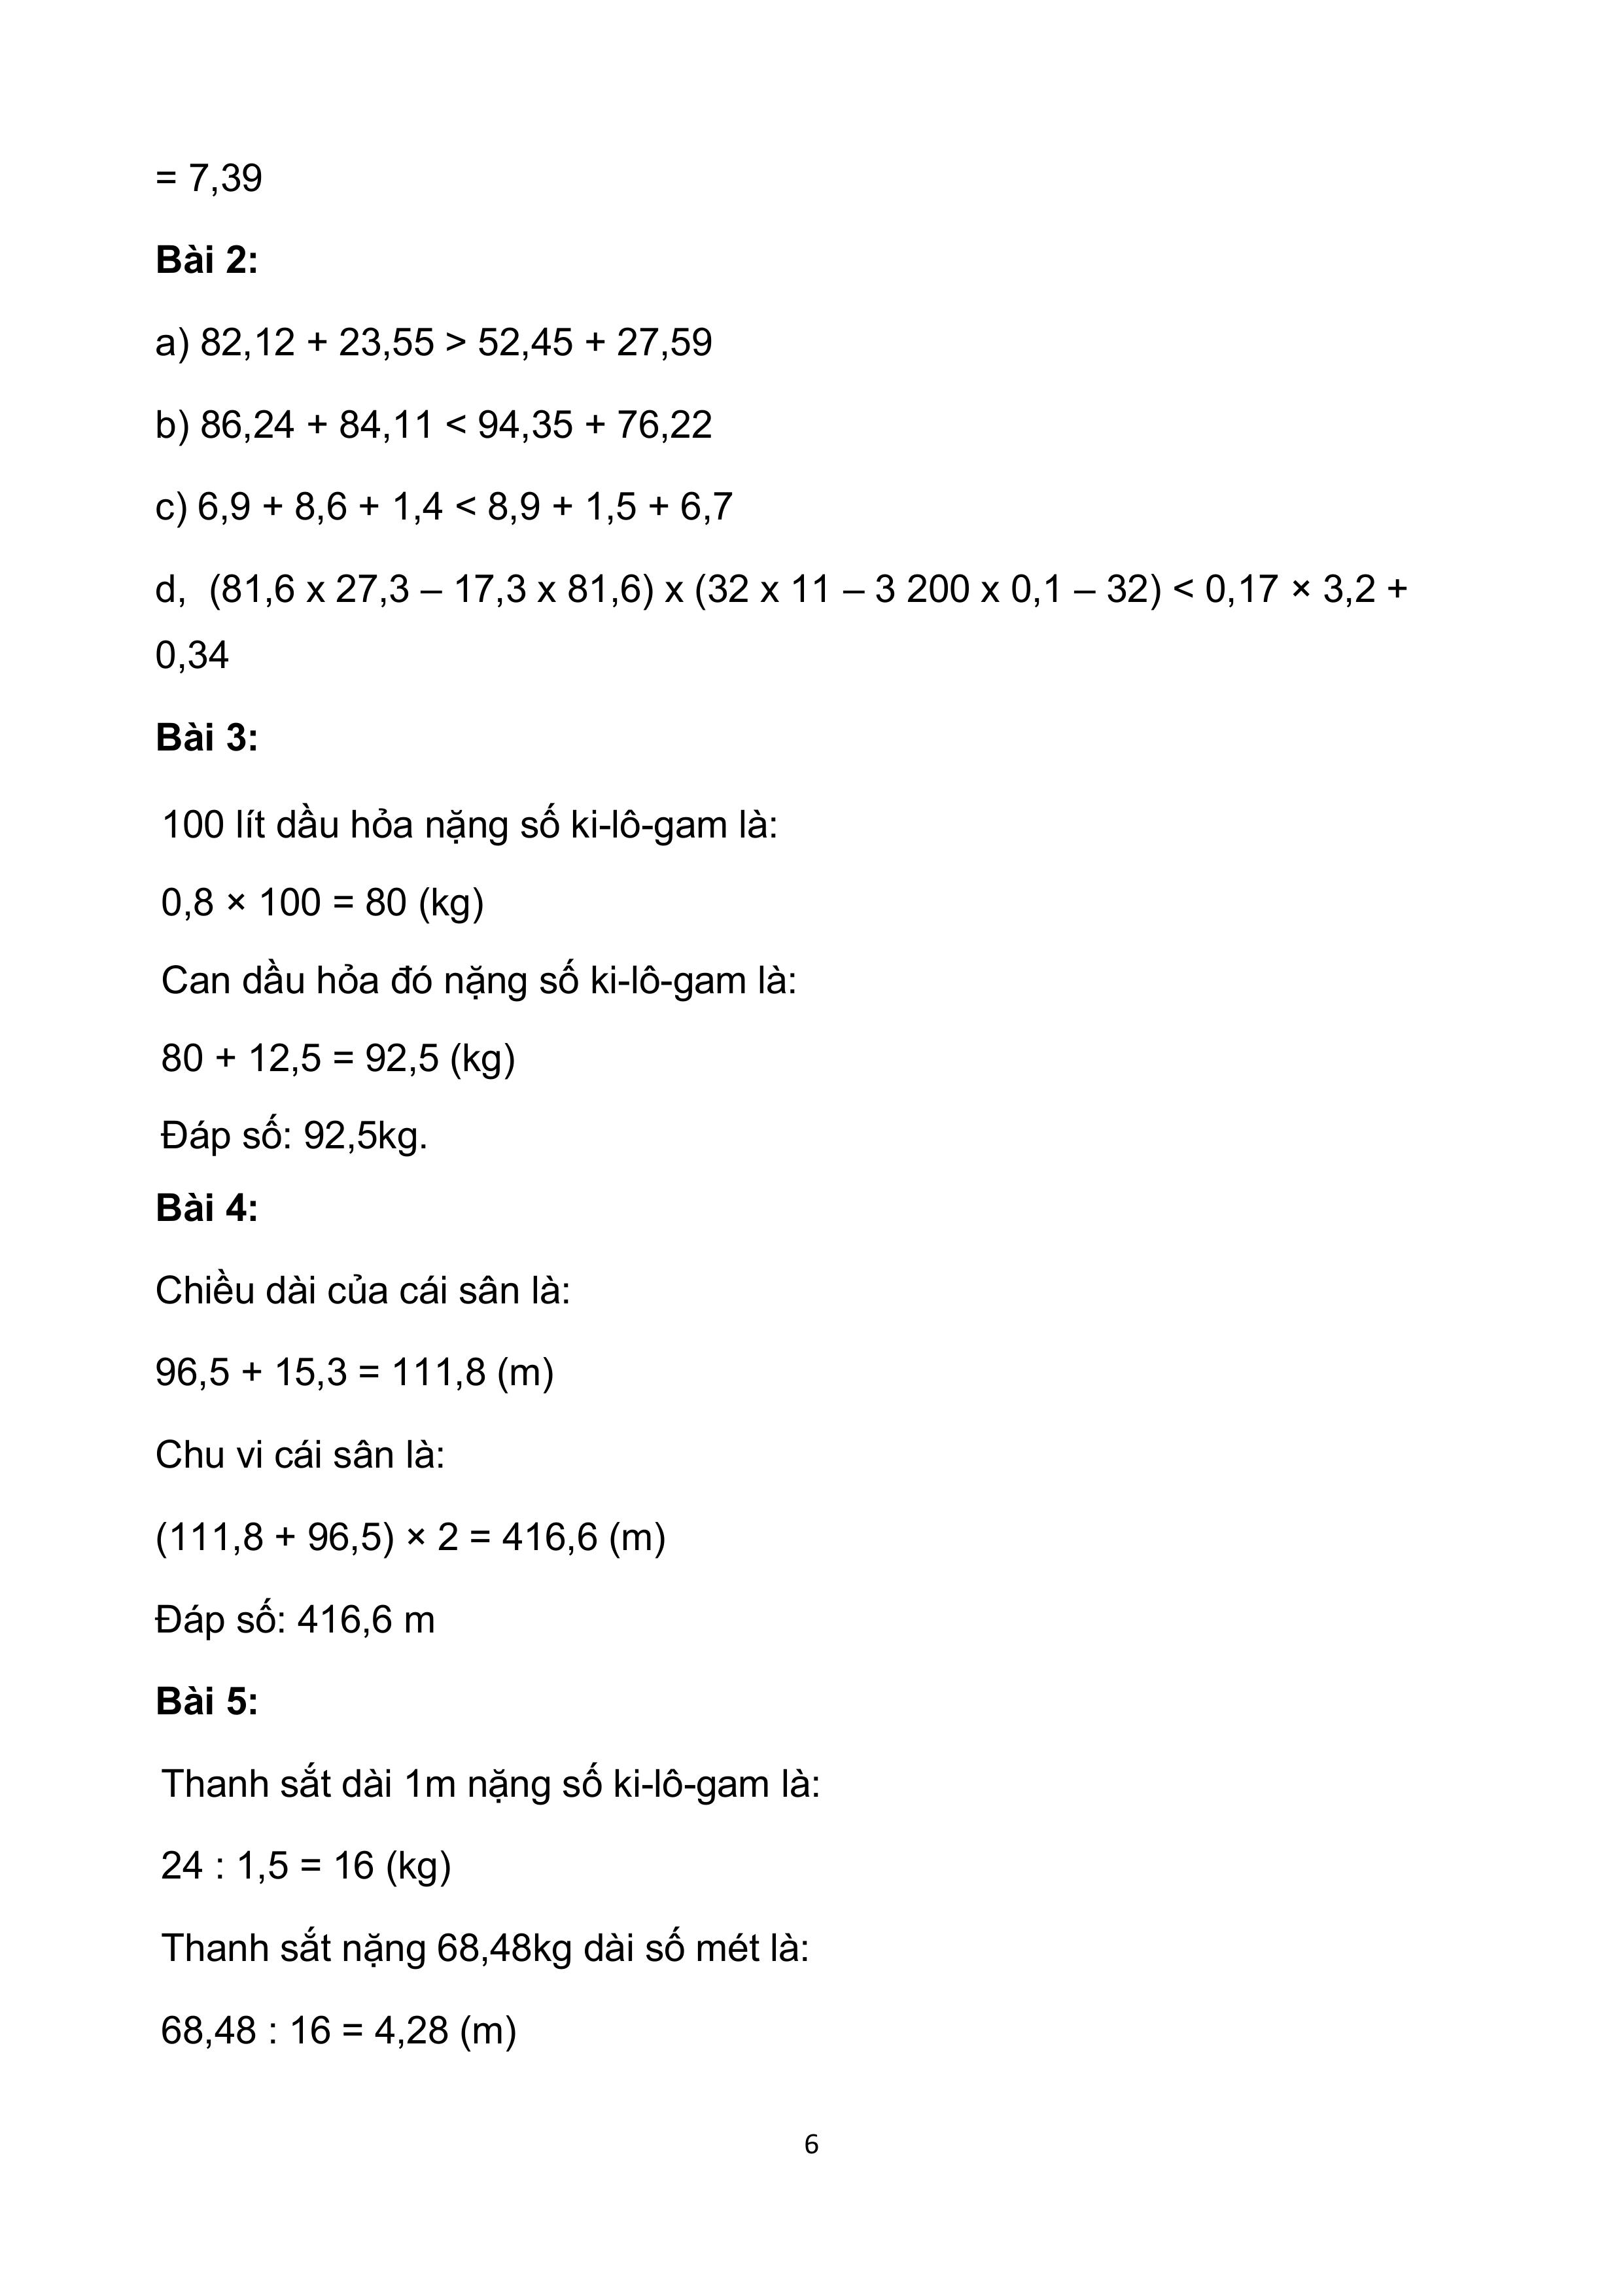 = 7,39
Bài 2:
a) 82,12 + 23,55 > 52,45 + 27,59
b) 86,24 + 84,11 < 94,35 + 76,22
c) 6,9 + 8,6 + 1,4 < 8,9 + 1,5 + 6,7
d,  (81,6 x 27,3 – 17,3 x 81,6) x (32 x 11 – 3 200 x 0,1 – 32) < 0,17 × 3,2 +
0,34
Bài 3:
100 lít dầu hỏa nặng số ki-lô-gam là:
0,8 × 100 = 80 (kg)
Can dầu hỏa đó nặng số ki-lô-gam là:
80 + 12,5 = 92,5 (kg)
Đáp số: 92,5kg.
Bài 4:
Chiều dài của cái sân là:
96,5 + 15,3 = 111,8 (m)
Chu vi cái sân là:
(111,8 + 96,5) × 2 = 416,6 (m)
Đáp số: 416,6 m
Bài 5:
Thanh sắt dài 1m nặng số ki-lô-gam là:
24 : 1,5 = 16 (kg)
Thanh sắt nặng 68,48kg dài số mét là:
68,48 : 16 = 4,28 (m)
6